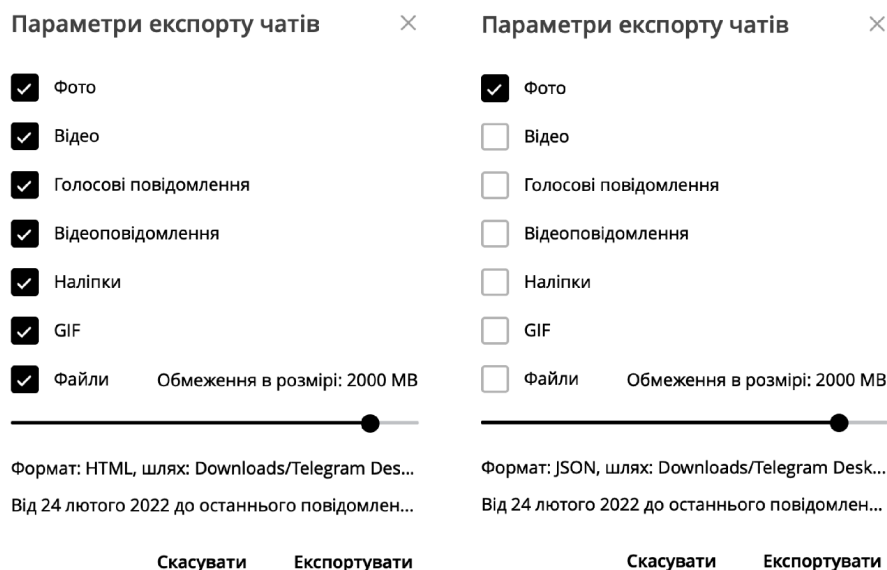 Параметри експорту чатів
Фото
Відео
Голосові повідомлення
Відеоповідомлення
Наліпки
GIF
Файли Обмеження в розмірі: 2000 MB
Формат: HTML, шлях: Downloads/Telegram Des...
Від 24 лютого 2022 до останнього повідомлен...
Скасувати Експортувати
Параметри експорту чатів
Фото
Відео
Голосові повідомлення
Відеоповідомлення
Наліпки
GIF
Файли Обмеження в розмірі: 2000 MB
Формат: JSON, шлях: Downloads/Telegram Desk...
Від 24 лютого 2022 до останнього повідомлен...
Скасувати Експортувати